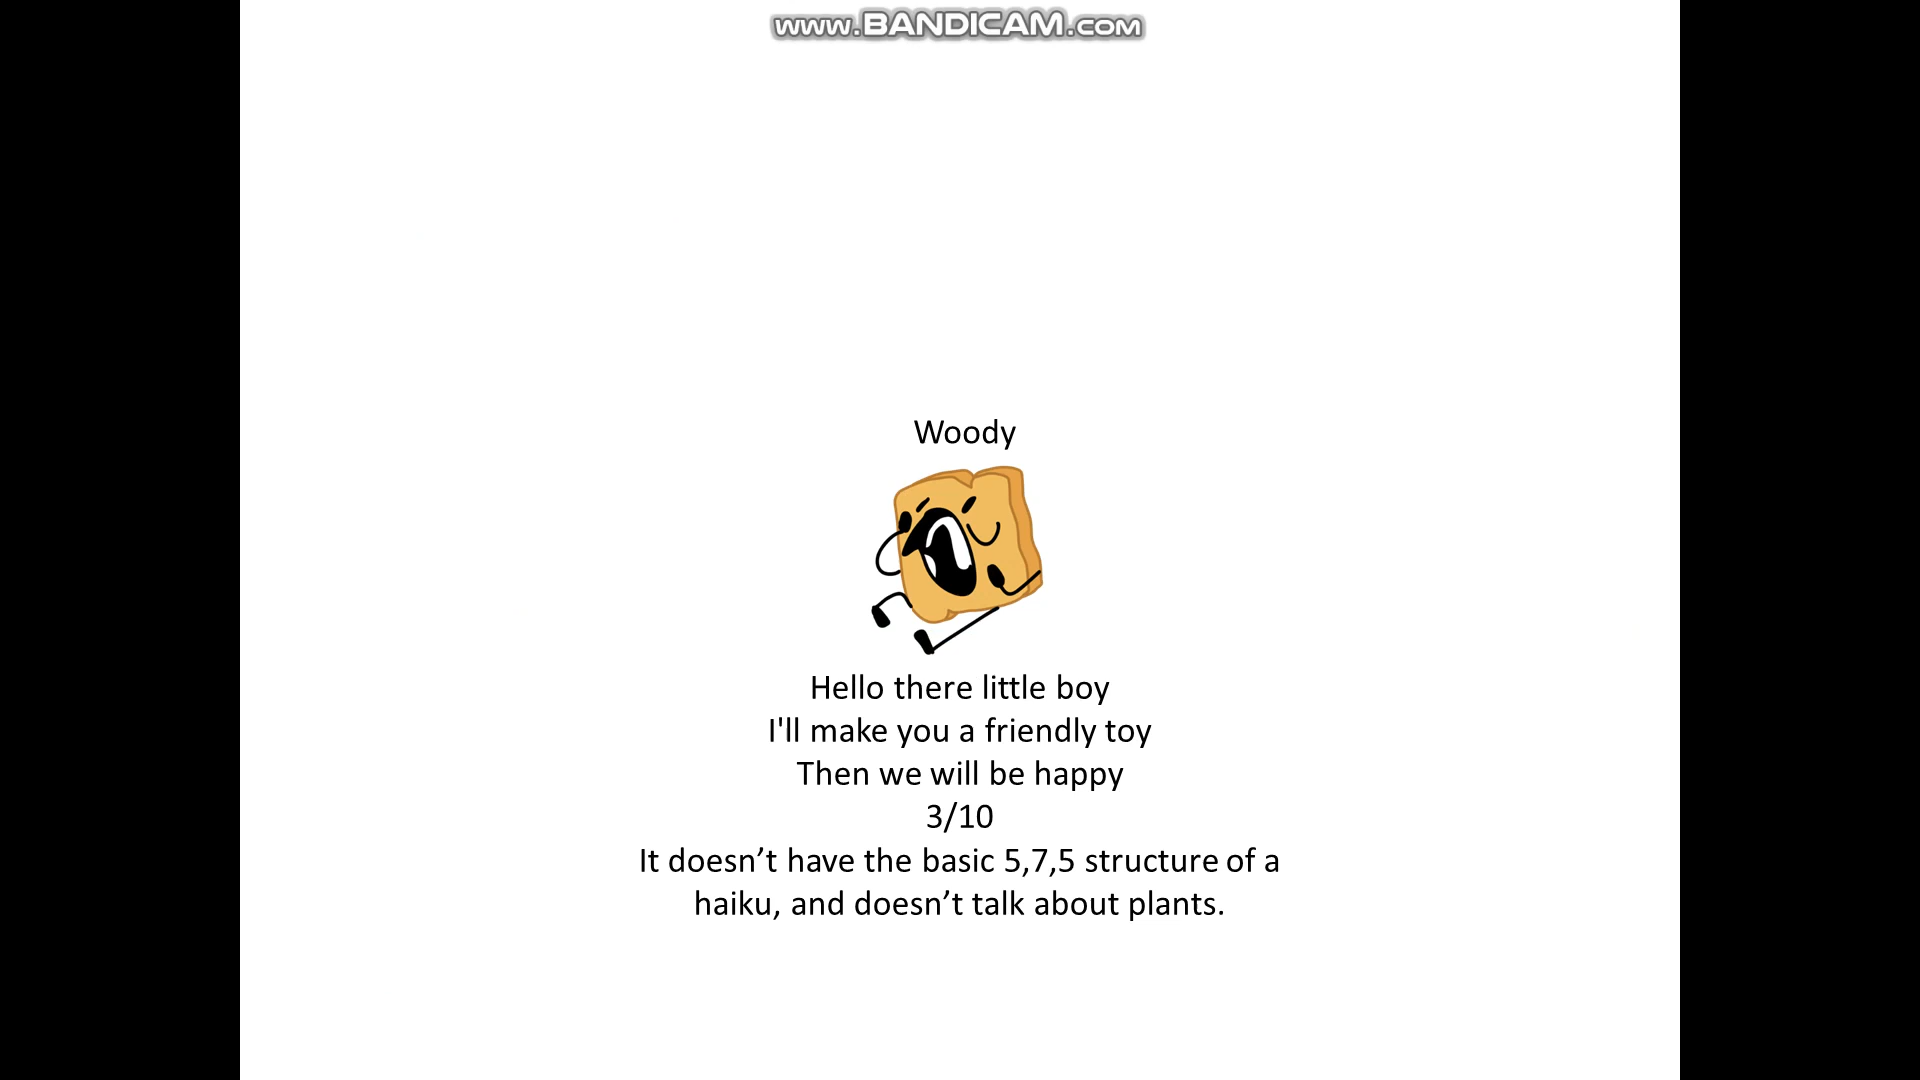 www.BANDICAM.com
Woody
Hello there little boy
I'll make you a friendly toy
Then we will be happy
3/10
It doesn’t have the basic 5,7,5 structure of a
haiku, and doesn’t talk about plants.